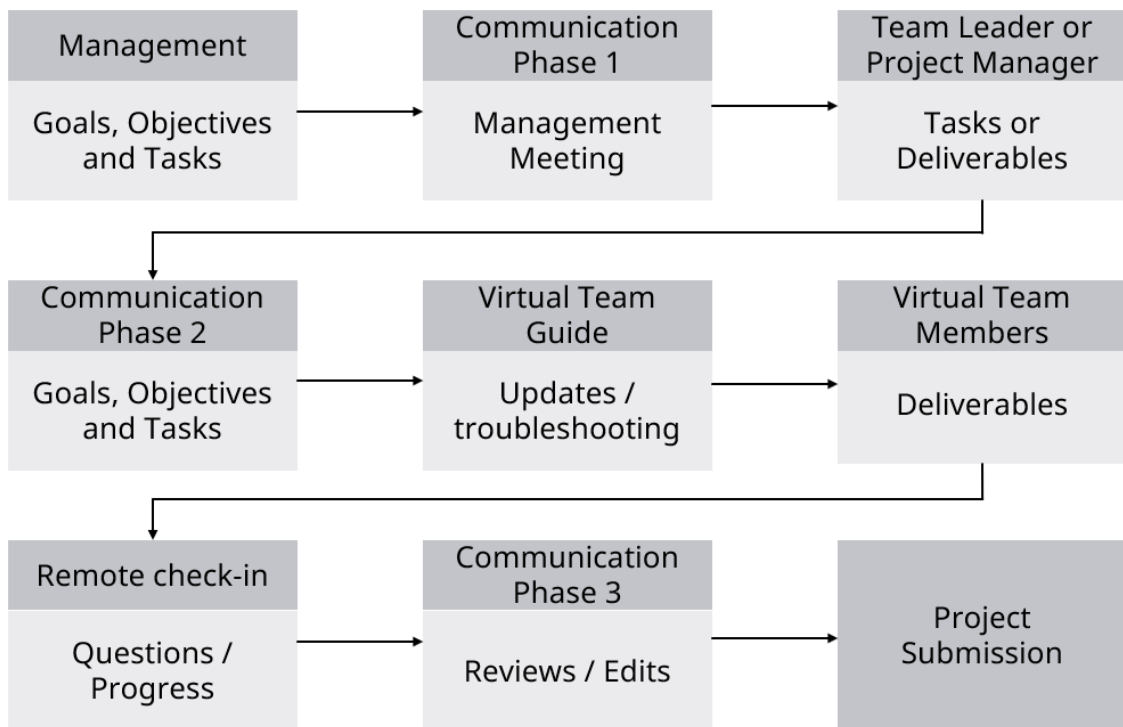 Management
Goals, Objectives
and Tasks
Communication
Phase 1
Management
Meeting
Team Leader or
Project Manager
Tasks or
Deliverables
Communication
Phase 2
Goals, Objectives
and Tasks
Virtual Team
Guide
Updates /
troubleshooting
Virtual Team
Members
Deliverables
Remote check-in
Questions /
Progress
Communication
Phase 3
Reviews / Edits
Project
Submission